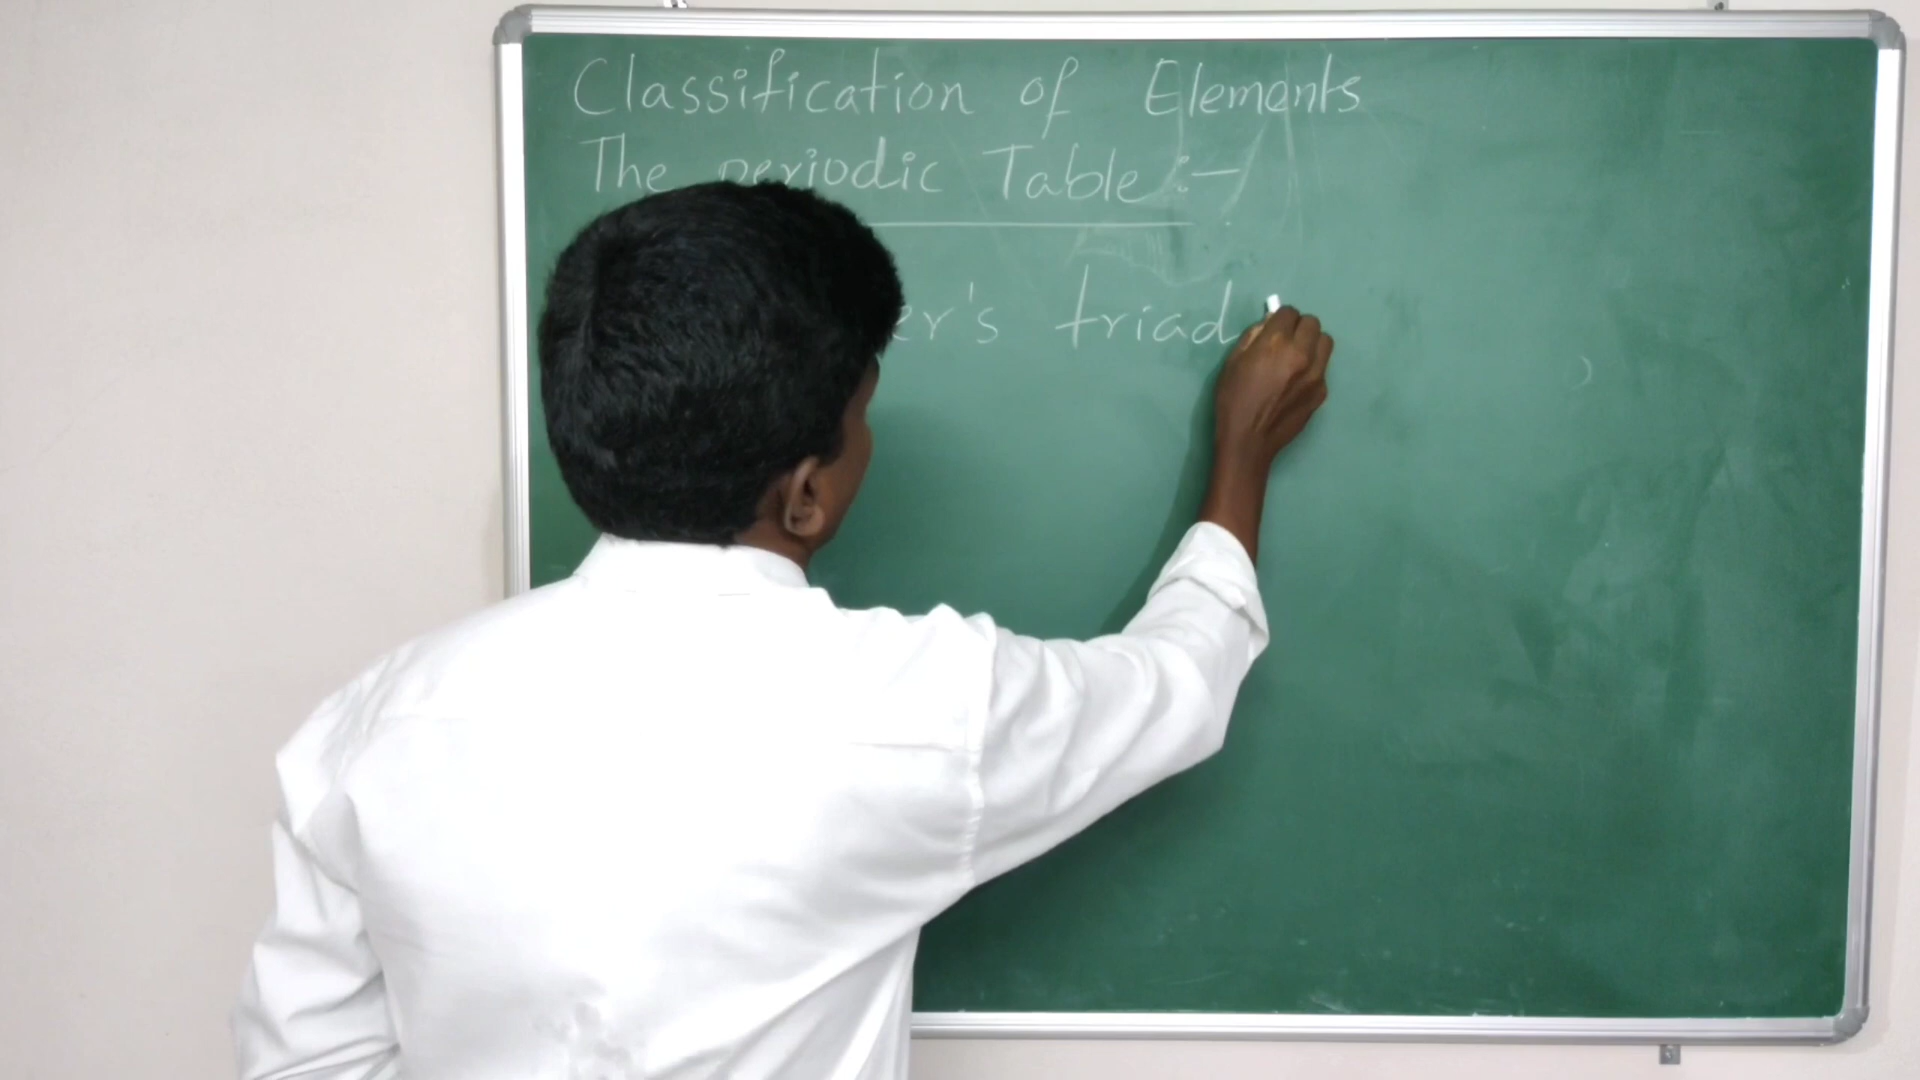 Classification of Elements
The periodic Table :-
er's triad